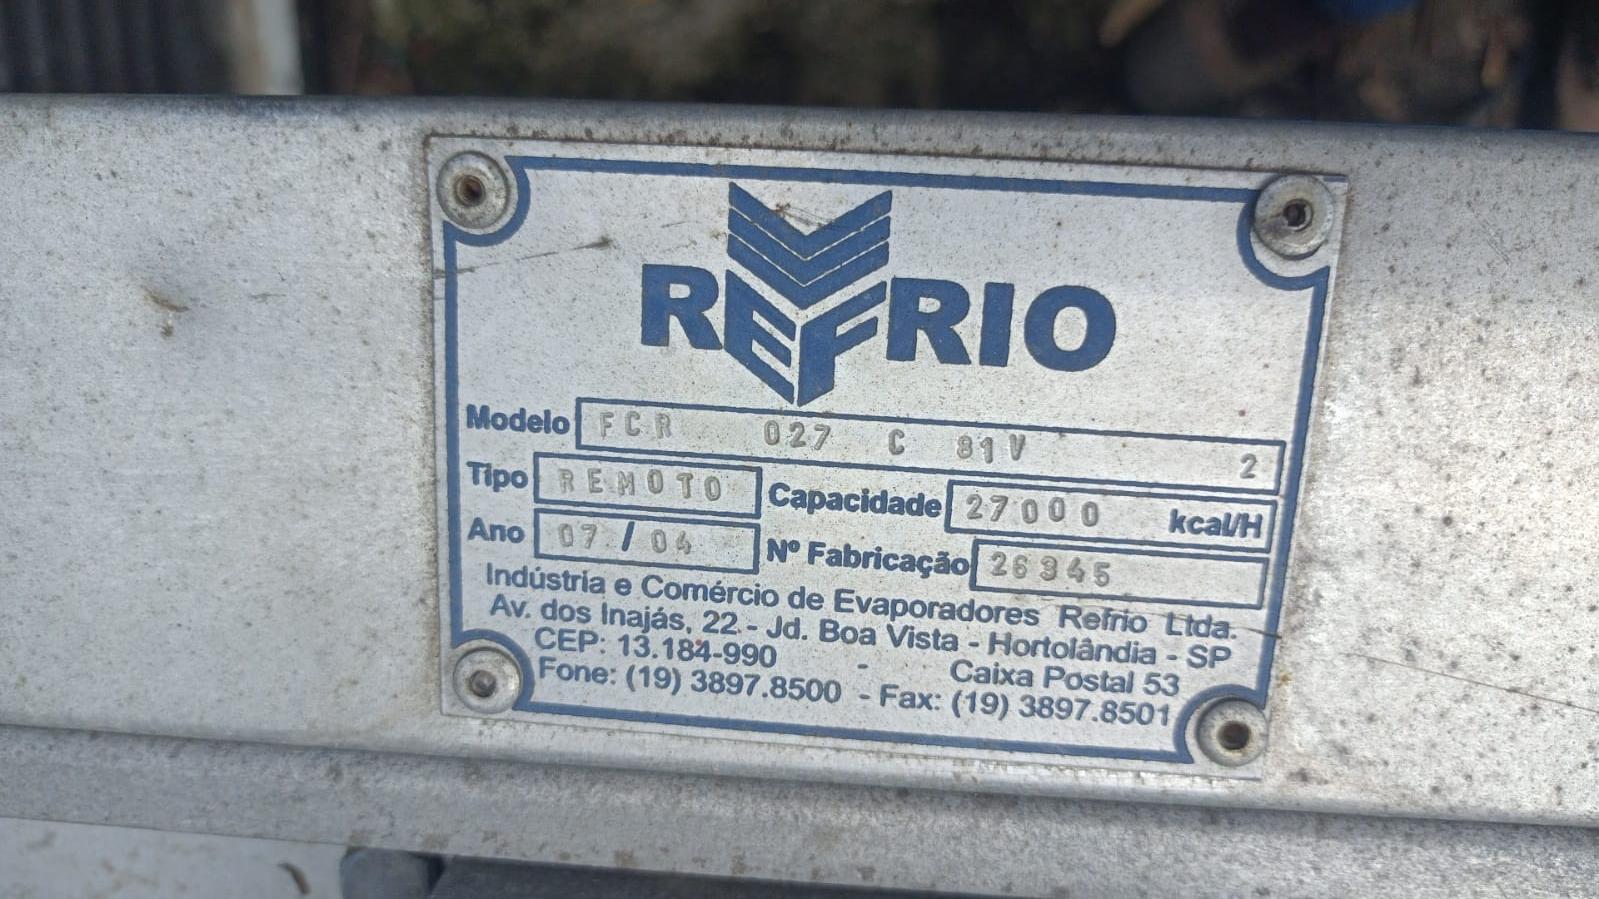 REFRIO
Modelo FCR 027 C 81V 2
Tipo REMOTO Capacidade 27000 kcal/H
Ano 07/04 Nº Fabricação 26345
Indústria e Comércio de Evaporadores Refrio Ltda.
Av. dos Inajás, 22 - Jd. Boa Vista - Hortolândia - SP
CEP: 13.184-990 - Caixa Postal 53
Fone: (19) 3897.8500 - Fax: (19) 3897.8501